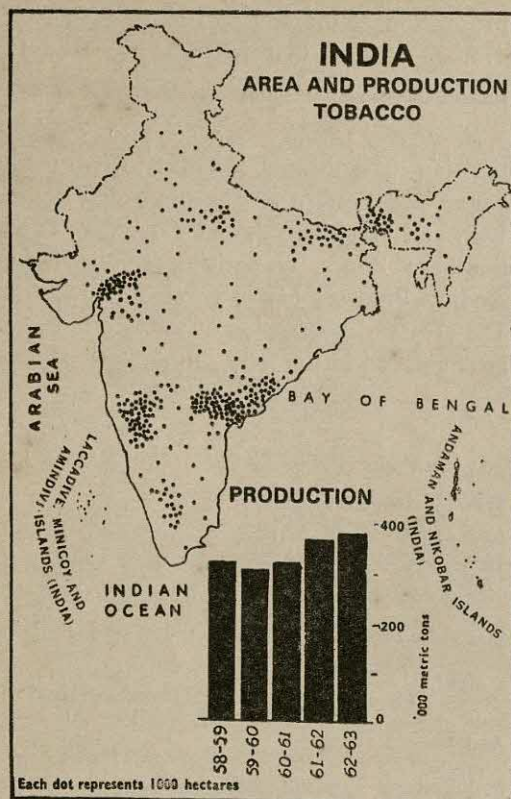 INDIA
AREA AND PRODUCTION
TOBACCO
ARABIAN
SEA
BAY OF BENGAL
LACCADIVE, MINICOY AND
AMINDIVI ISLANDS (INDIA)
ANDAMAN AND NIKOBAR ISLANDS
(INDIA)
INDIAN
OCEAN
PRODUCTION
400
200
0
'000 metric tons
58-59
59-60
60-61
61-62
62-63
Each dot represents 1000 hectares